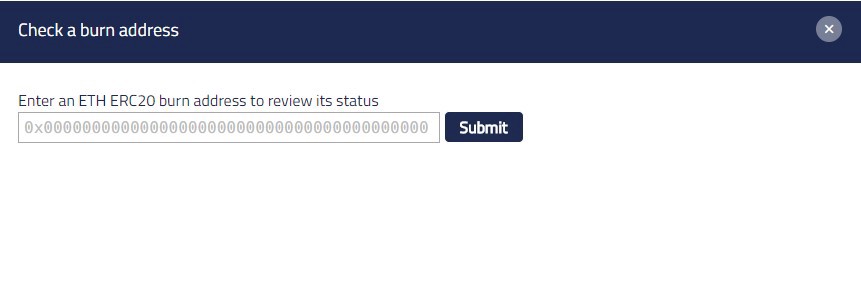 Check a burn address
Enter an ETH ERC20 burn address to review its status
0x0000000000000000000000000000000000000000
Submit